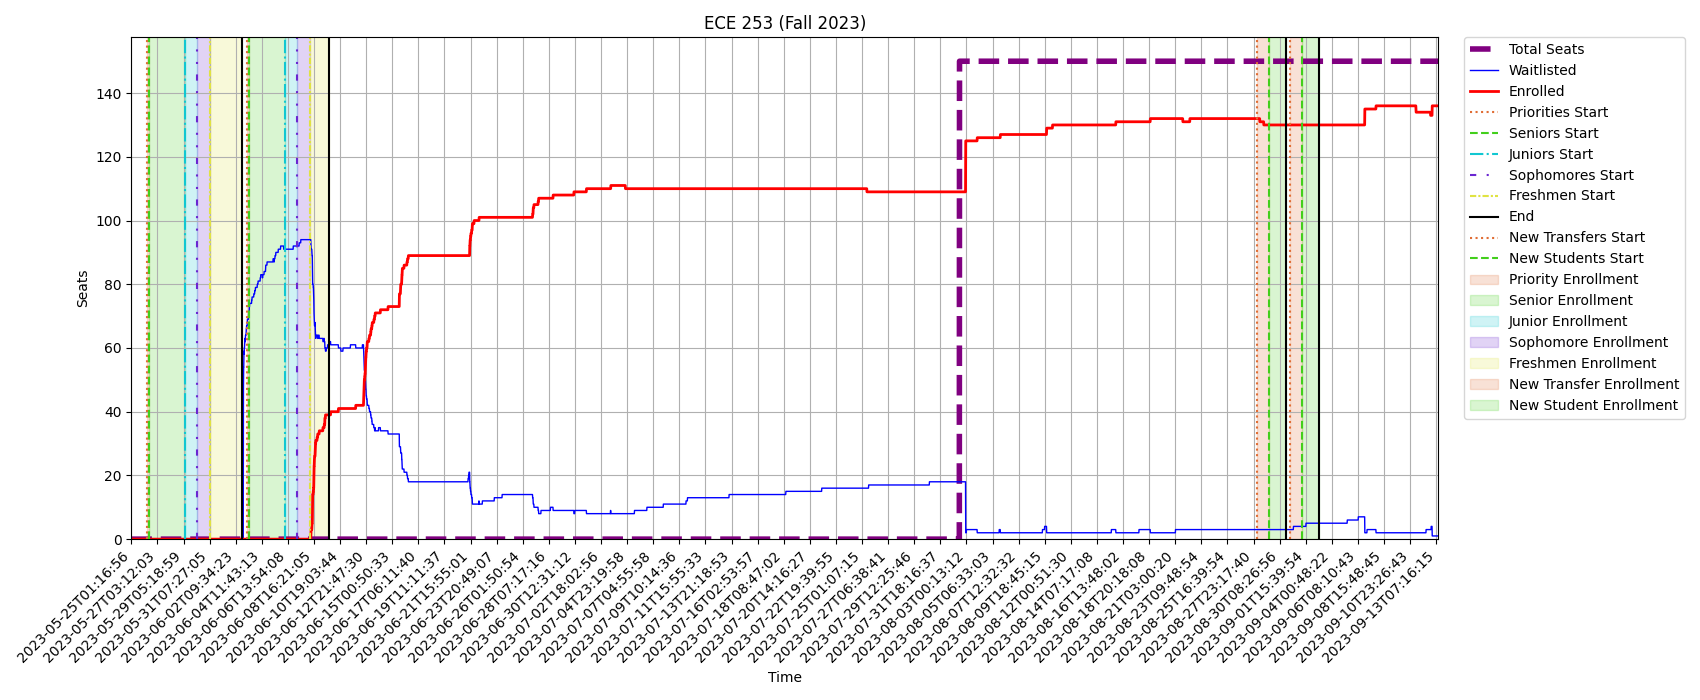 ECE 253 (Fall 2023)
Seats
140
120
100
80
60
40
20
0
2023-05-25T01:16:56
2023-05-27T03:12:03
2023-05-29T05:18:59
2023-05-31T07:27:05
2023-06-02T09:34:23
2023-06-04T11:43:13
2023-06-06T13:54:08
2023-06-08T16:21:05
2023-06-10T19:03:44
2023-06-12T21:47:30
2023-06-15T00:50:33
2023-06-17T06:11:40
2023-06-19T11:11:37
2023-06-21T15:55:01
2023-06-23T20:49:07
2023-06-26T01:50:54
2023-06-28T07:17:16
2023-06-30T12:31:12
2023-07-02T18:02:56
2023-07-04T23:19:58
2023-07-07T04:55:58
2023-07-09T10:14:36
2023-07-11T15:55:33
2023-07-13T21:18:53
2023-07-16T02:53:57
2023-07-18T08:47:02
2023-07-20T14:16:27
2023-07-22T19:39:55
2023-07-25T01:07:15
2023-07-27T06:38:41
2023-07-29T12:25:46
2023-07-31T18:16:37
2023-08-03T00:13:12
2023-08-05T06:33:03
2023-08-07T12:32:32
2023-08-09T18:45:15
2023-08-12T00:51:30
2023-08-14T07:17:08
2023-08-16T13:48:02
2023-08-18T20:18:08
2023-08-21T03:00:20
2023-08-23T09:48:54
2023-08-25T16:39:54
2023-08-27T23:17:40
2023-08-30T08:26:56
2023-09-01T15:39:54
2023-09-04T00:48:22
2023-09-06T08:10:43
2023-09-08T15:48:45
2023-09-10T23:26:43
2023-09-13T07:16:15
Time
Total Seats
Waitlisted
Enrolled
Priorities Start
Seniors Start
Juniors Start
Sophomores Start
Freshmen Start
End
New Transfers Start
New Students Start
Priority Enrollment
Senior Enrollment
Junior Enrollment
Sophomore Enrollment
Freshmen Enrollment
New Transfer Enrollment
New Student Enrollment